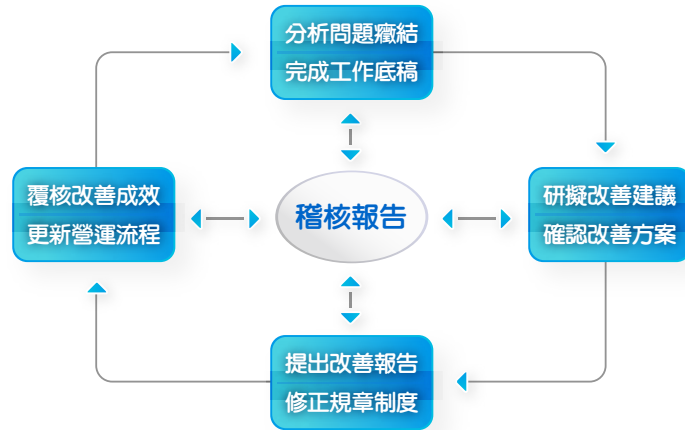 分析問題癥結
完成工作底稿
覆核改善成效
更新營運流程
稽核報告
研擬改善建議
確認改善方案
提出改善報告
修正規章制度